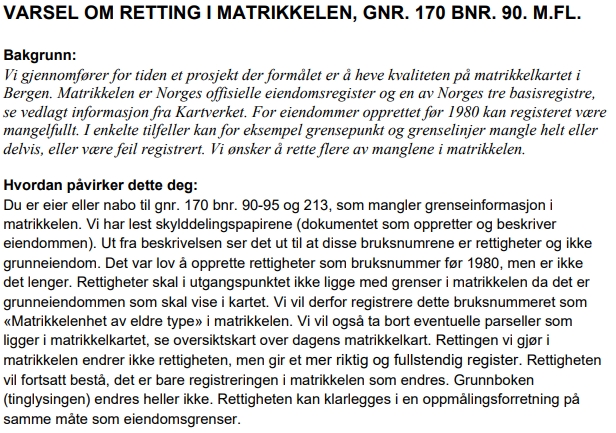 VARSEL OM RETTING I MATRIKKELEN, GNR. 170 BNR. 90. M.FL.
Bakgrunn:
Vi gjennomfører for tiden et prosjekt der formålet er å heve kvaliteten på matrikkelkartet i
Bergen. Matrikkelen er Norges offisielle eiendomsregister og en av Norges tre basisregistre,
se vedlagt informasjon fra Kartverket. For eiendommer opprettet før 1980 kan registeret være
mangelfullt. I enkelte tilfeller kan for eksempel grensepunkt og grenselinjer mangle helt eller
delvis, eller være feil registrert. Vi ønsker å rette flere av manglene i matrikkelen.
Hvordan påvirker dette deg:
Du er eier eller nabo til gnr. 170 bnr. 90-95 og 213, som mangler grenseinformasjon i
matrikkelen. Vi har lest skylddelingspapirene (dokumentet som oppretter og beskriver
eiendommen). Ut fra beskrivelsen ser det ut til at disse bruksnumrene er rettigheter og ikke
grunneiendom. Det var lov å opprette rettigheter som bruksnummer før 1980, men er ikke
det lenger. Rettigheter skal i utgangspunktet ikke ligge med grenser i matrikkelen da det er
grunneiendommen som skal vise i kartet. Vi vil derfor registrere dette bruksnummeret som
«Matrikkelenhet av eldre type» i matrikkelen. Vi vil også ta bort eventuelle parseller som
ligger i matrikkelkartet, se oversiktskart over dagens matrikkelkart. Rettingen vi gjør i
matrikkelen endrer ikke rettigheten, men gir et mer riktig og fullstendig register. Rettigheten
vil fortsatt bestå, det er bare registreringen i matrikkelen som endres. Grunnboken
(tinglysingen) endres heller ikke. Rettigheten kan klarlegges i en oppmålingsforretning på
samme måte som eiendomsgrenser.